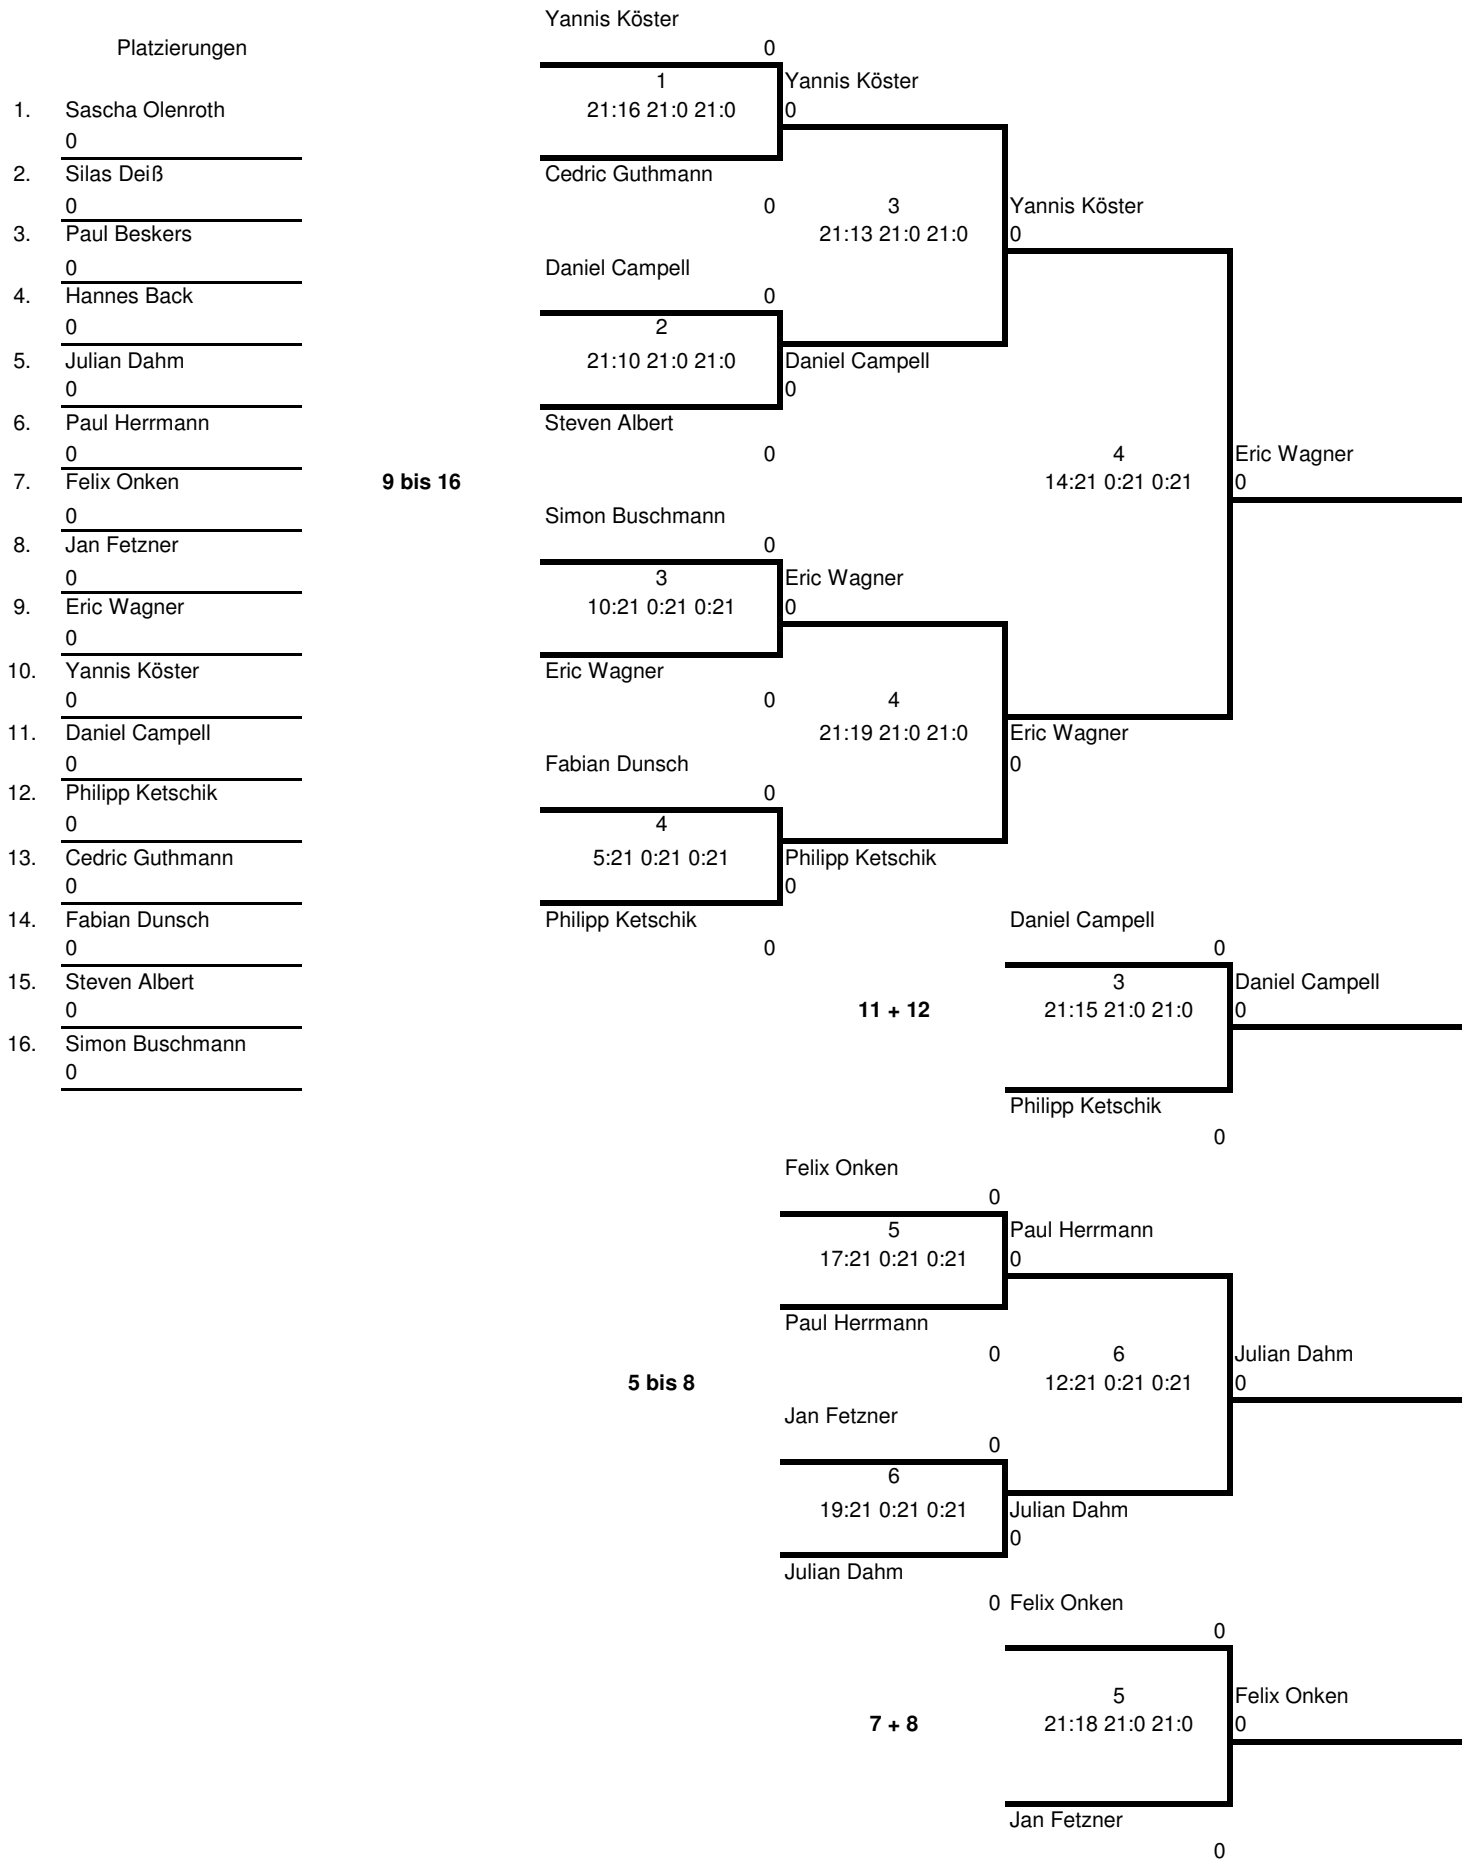 Platzierungen
1. Sascha Olenroth
0
2. Silas Deiß
0
3. Paul Beskers
0
4. Hannes Back
0
5. Julian Dahm
0
6. Paul Herrmann
0
7. Felix Onken
0
8. Jan Fetzner
0
9. Eric Wagner
0
10. Yannis Köster
0
11. Daniel Campell
0
12. Philipp Ketschik
0
13. Cedric Guthmann
0
14. Fabian Dunsch
0
15. Steven Albert
0
16. Simon Buschmann
0
9 bis 16
Yannis Köster
0
1
21:16 21:0 21:0
Cedric Guthmann
0
Daniel Campell
0
2
21:10 21:0 21:0
Steven Albert
0
Simon Buschmann
0
3
10:21 0:21 0:21
Eric Wagner
0
Fabian Dunsch
0
4
5:21 0:21 0:21
Philipp Ketschik
0
Yannis Köster
0
3
21:13 21:0 21:0
Daniel Campell
0
Eric Wagner
0
4
21:19 21:0 21:0
Philipp Ketschik
0
Yannis Köster
0
4
14:21 0:21 0:21
Eric Wagner
0
Eric Wagner
0
11 + 12
Daniel Campell
0
3
21:15 21:0 21:0
Philipp Ketschik
0
Daniel Campell
0
5 bis 8
Felix Onken
0
5
17:21 0:21 0:21
Paul Herrmann
0
Jan Fetzner
0
6
19:21 0:21 0:21
Julian Dahm
0
Paul Herrmann
0
6
12:21 0:21 0:21
Julian Dahm
0
Julian Dahm
0
7 + 8
Felix Onken
0
5
21:18 21:0 21:0
Jan Fetzner
0
Felix Onken
0